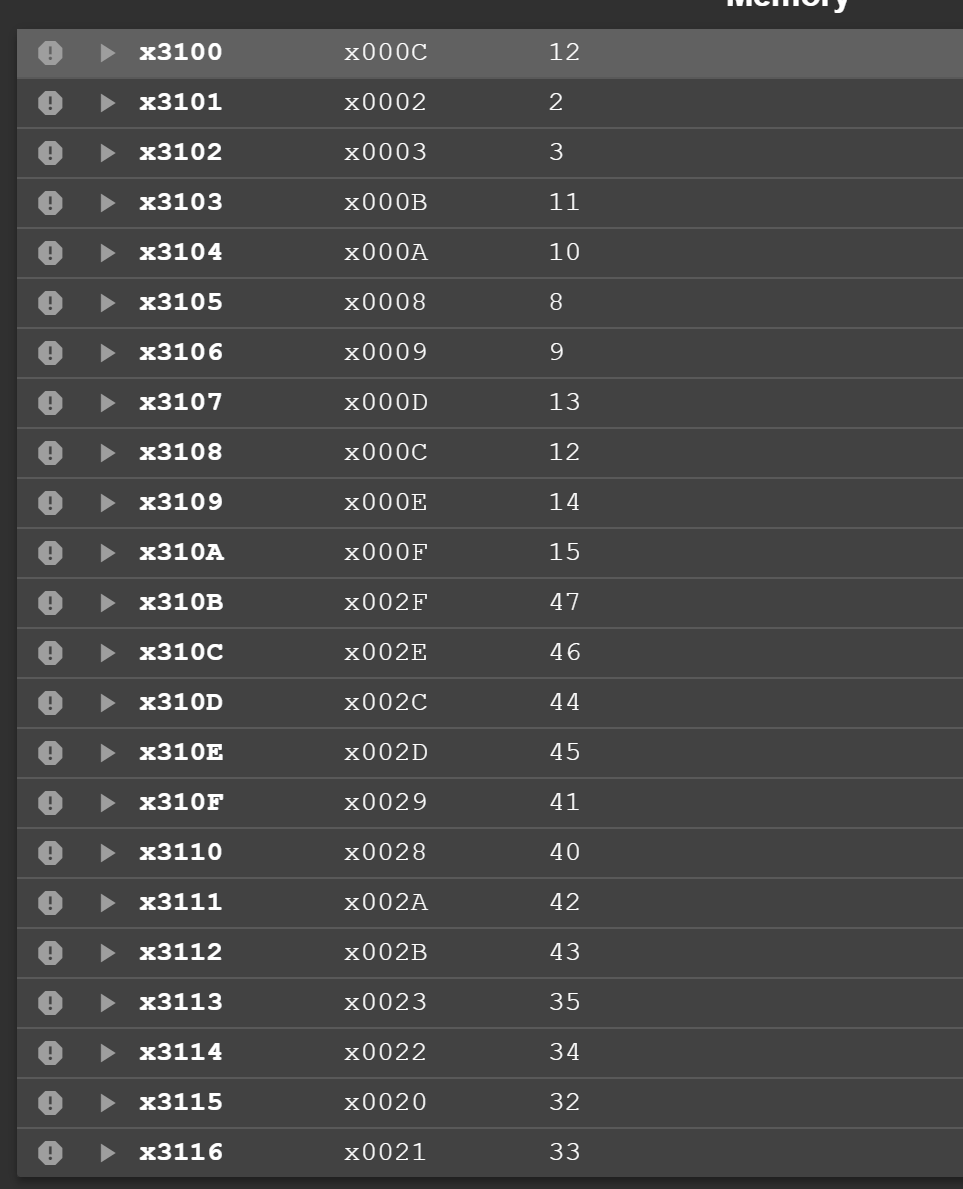 Memory
x3100 x000C 12
x3101 x0002 2
x3102 x0003 3
x3103 x000B 11
x3104 x000A 10
x3105 x0008 8
x3106 x0009 9
x3107 x000D 13
x3108 x000C 12
x3109 x000E 14
x310A x000F 15
x310B x002F 47
x310C x002E 46
x310D x002C 44
x310E x002D 45
x310F x0029 41
x3110 x0028 40
x3111 x002A 42
x3112 x002B 43
x3113 x0023 35
x3114 x0022 34
x3115 x0020 32
x3116 x0021 33